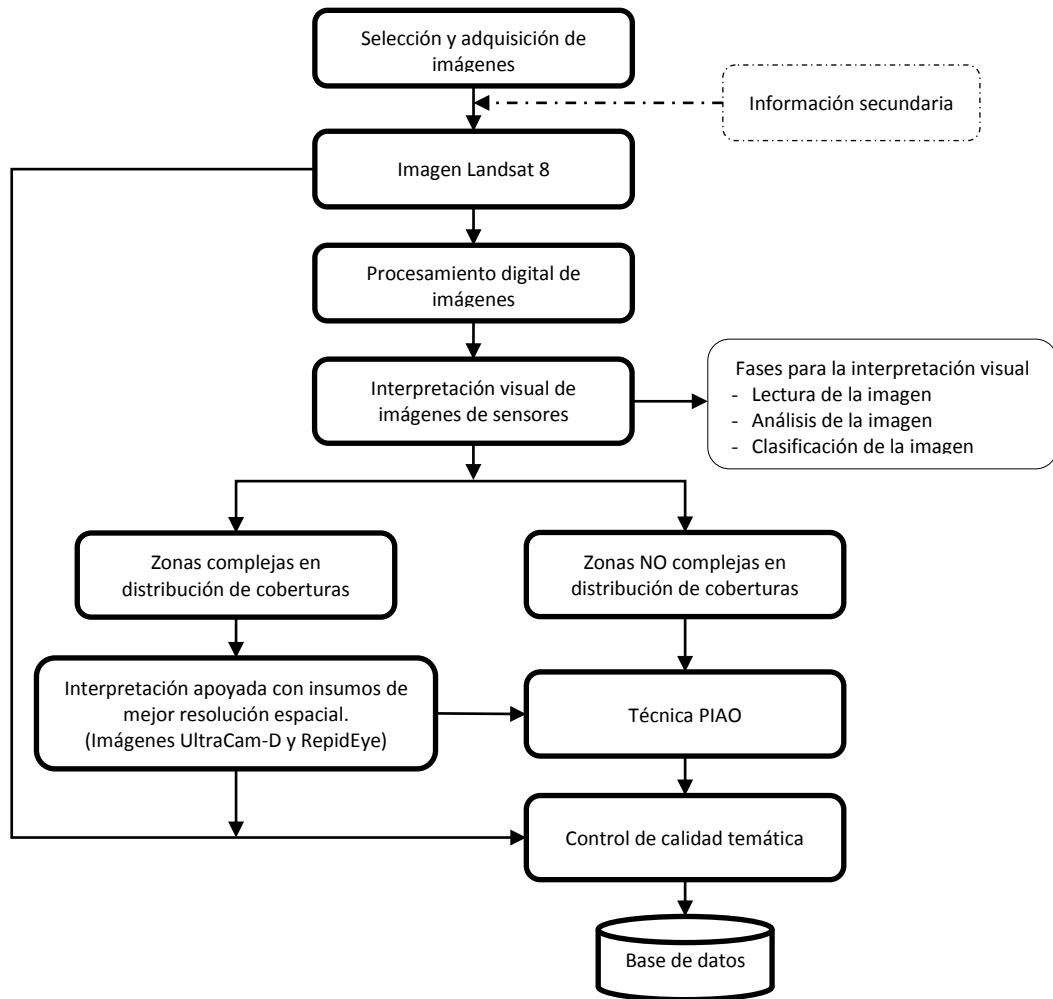 Selección y adquisición de
imágenes
Información secundaria
Imagen Landsat 8
Procesamiento digital de
imágenes
Interpretación visual de
imágenes de sensores
Fases para la interpretación visual
- Lectura de la imagen
- Análisis de la imagen
- Clasificación de la imagen
Zonas complejas en
distribución de coberturas
Zonas NO complejas en
distribución de coberturas
Interpretación apoyada con insumos de
mejor resolución espacial.
(Imágenes UltraCam-D y RepidEye)
Técnica PIAO
Control de calidad temática
Base de datos